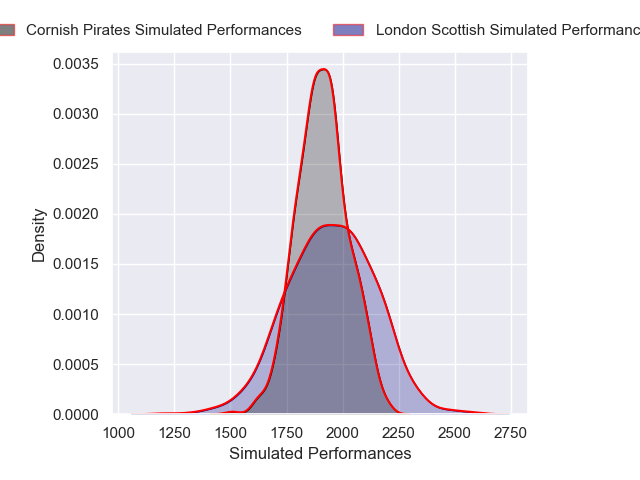 Cornish Pirates Simulated Performances
London Scottish Simulated Performanc
0.0035
0.0030
0.0025
0.0020
0.0015
0.0010
0.0005
0.0000
Density
1000 1250 1500 1750 2000 2250 2500 2750
Simulated Performances